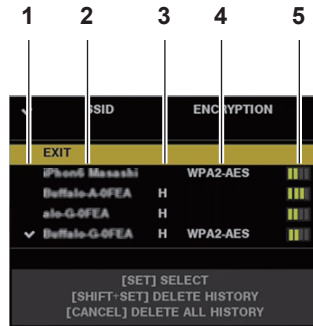 1 2 3 4 5
SSID ENCRYPTION
EXIT
iPhon6 Masashi WPA2-AES
Buffalo-A-0FEA H
alo-G-0FEA H
Buffalo-G-0FEA H WPA2-AES
[SET] SELECT
[SHIFT+SET] DELETE HISTORY
[CANCEL] DELETE ALL HISTORY